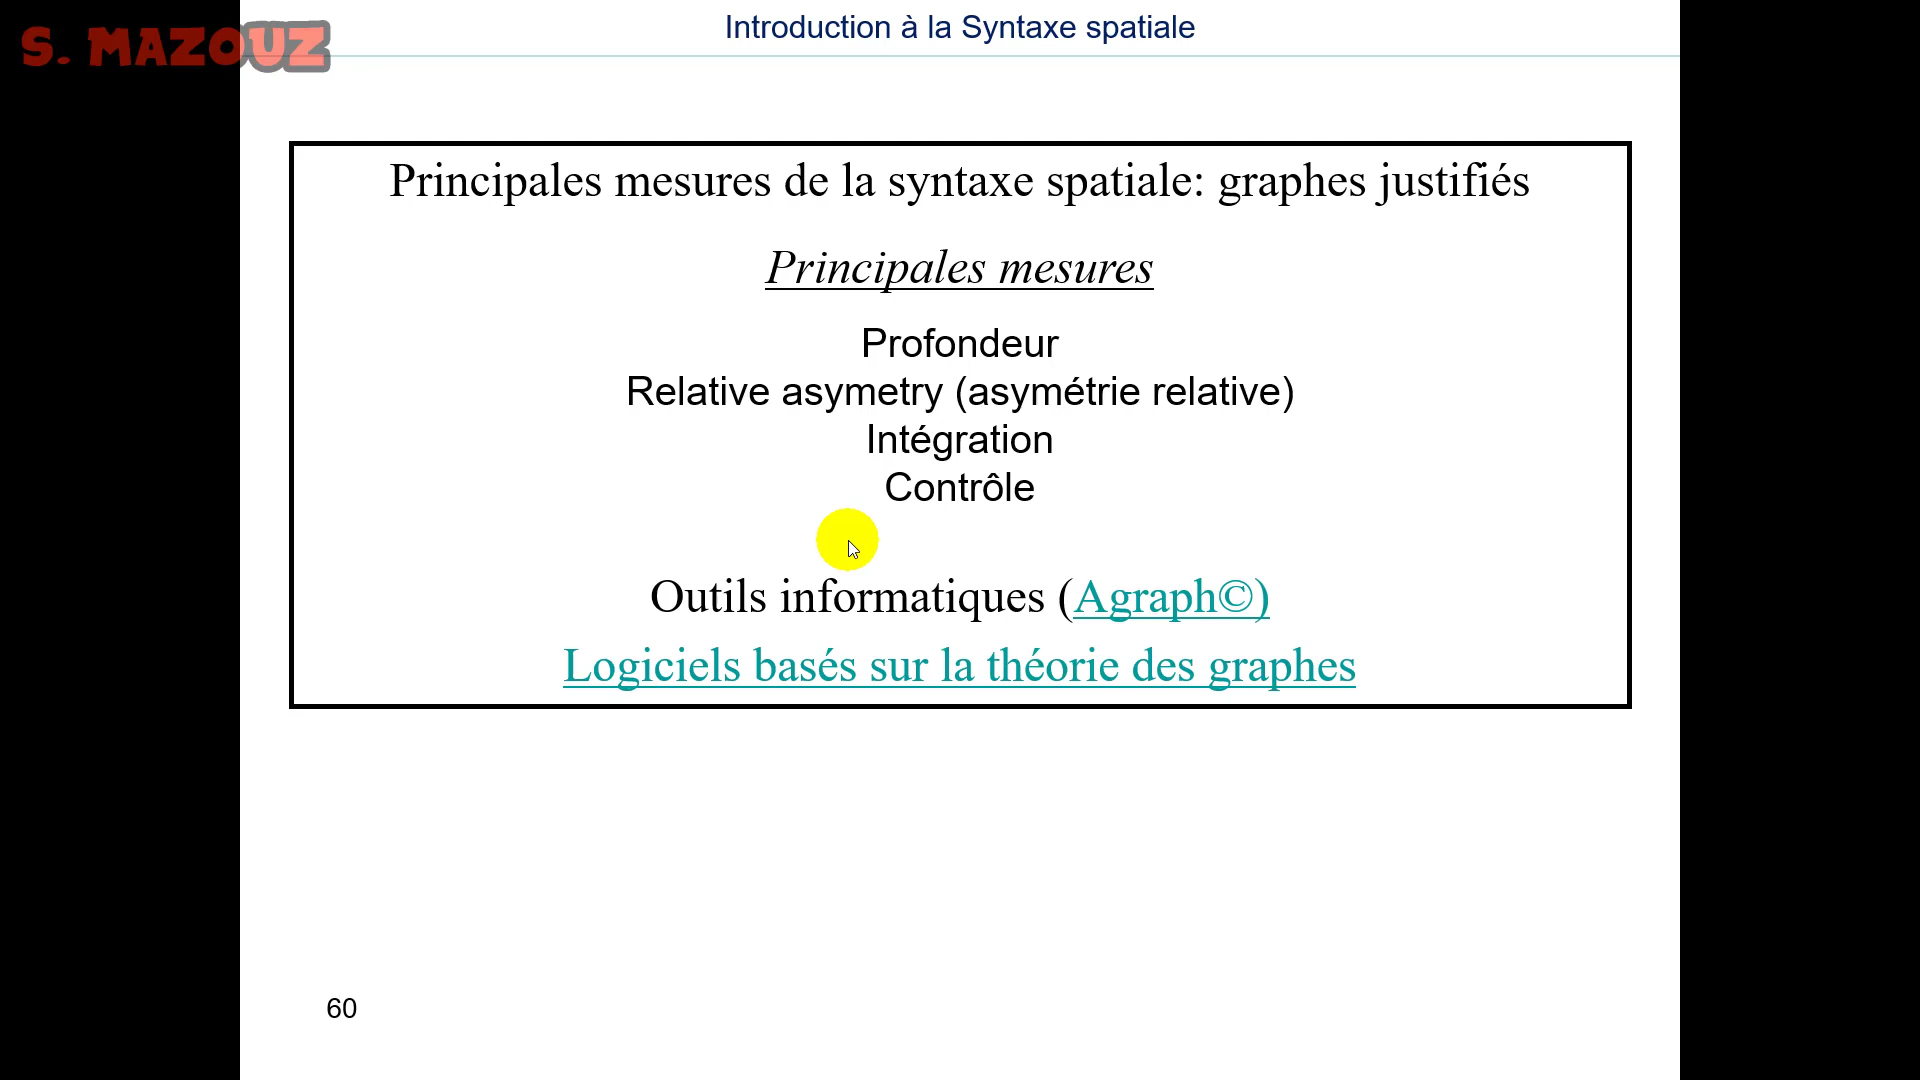 S. MAZOUZ
Introduction à la Syntaxe spatiale
Principales mesures de la syntaxe spatiale: graphes justifiés
Principales mesures
Profondeur
Relative asymetry (asymétrie relative)
Intégration
Contrôle
Outils informatiques (Agraph©)
Logiciels basés sur la théorie des graphes
60